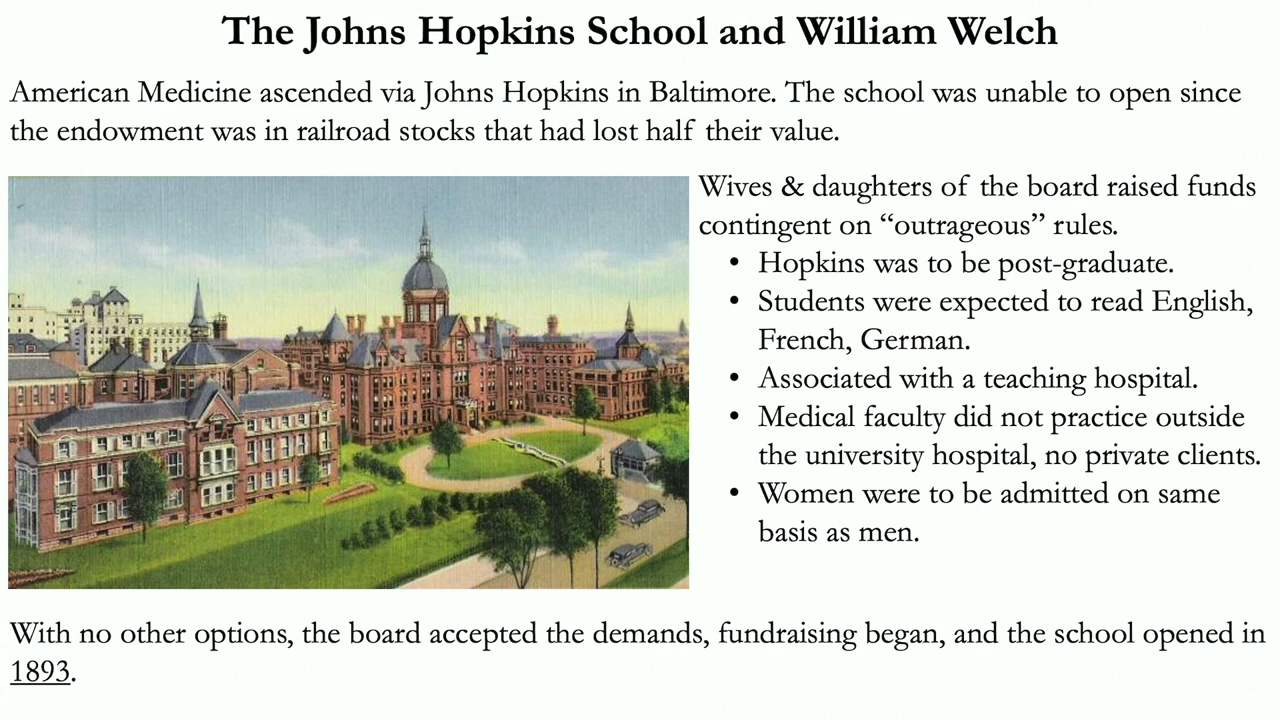 The Johns Hopkins School and William Welch
American Medicine ascended via Johns Hopkins in Baltimore. The school was unable to open since
the endowment was in railroad stocks that had lost half their value.
Wives & daughters of the board raised funds
contingent on “outrageous” rules.
• Hopkins was to be post-graduate.
• Students were expected to read English,
French, German.
• Associated with a teaching hospital.
• Medical faculty did not practice outside
the university hospital, no private clients.
• Women were to be admitted on same
basis as men.
With no other options, the board accepted the demands, fundraising began, and the school opened in
1893.